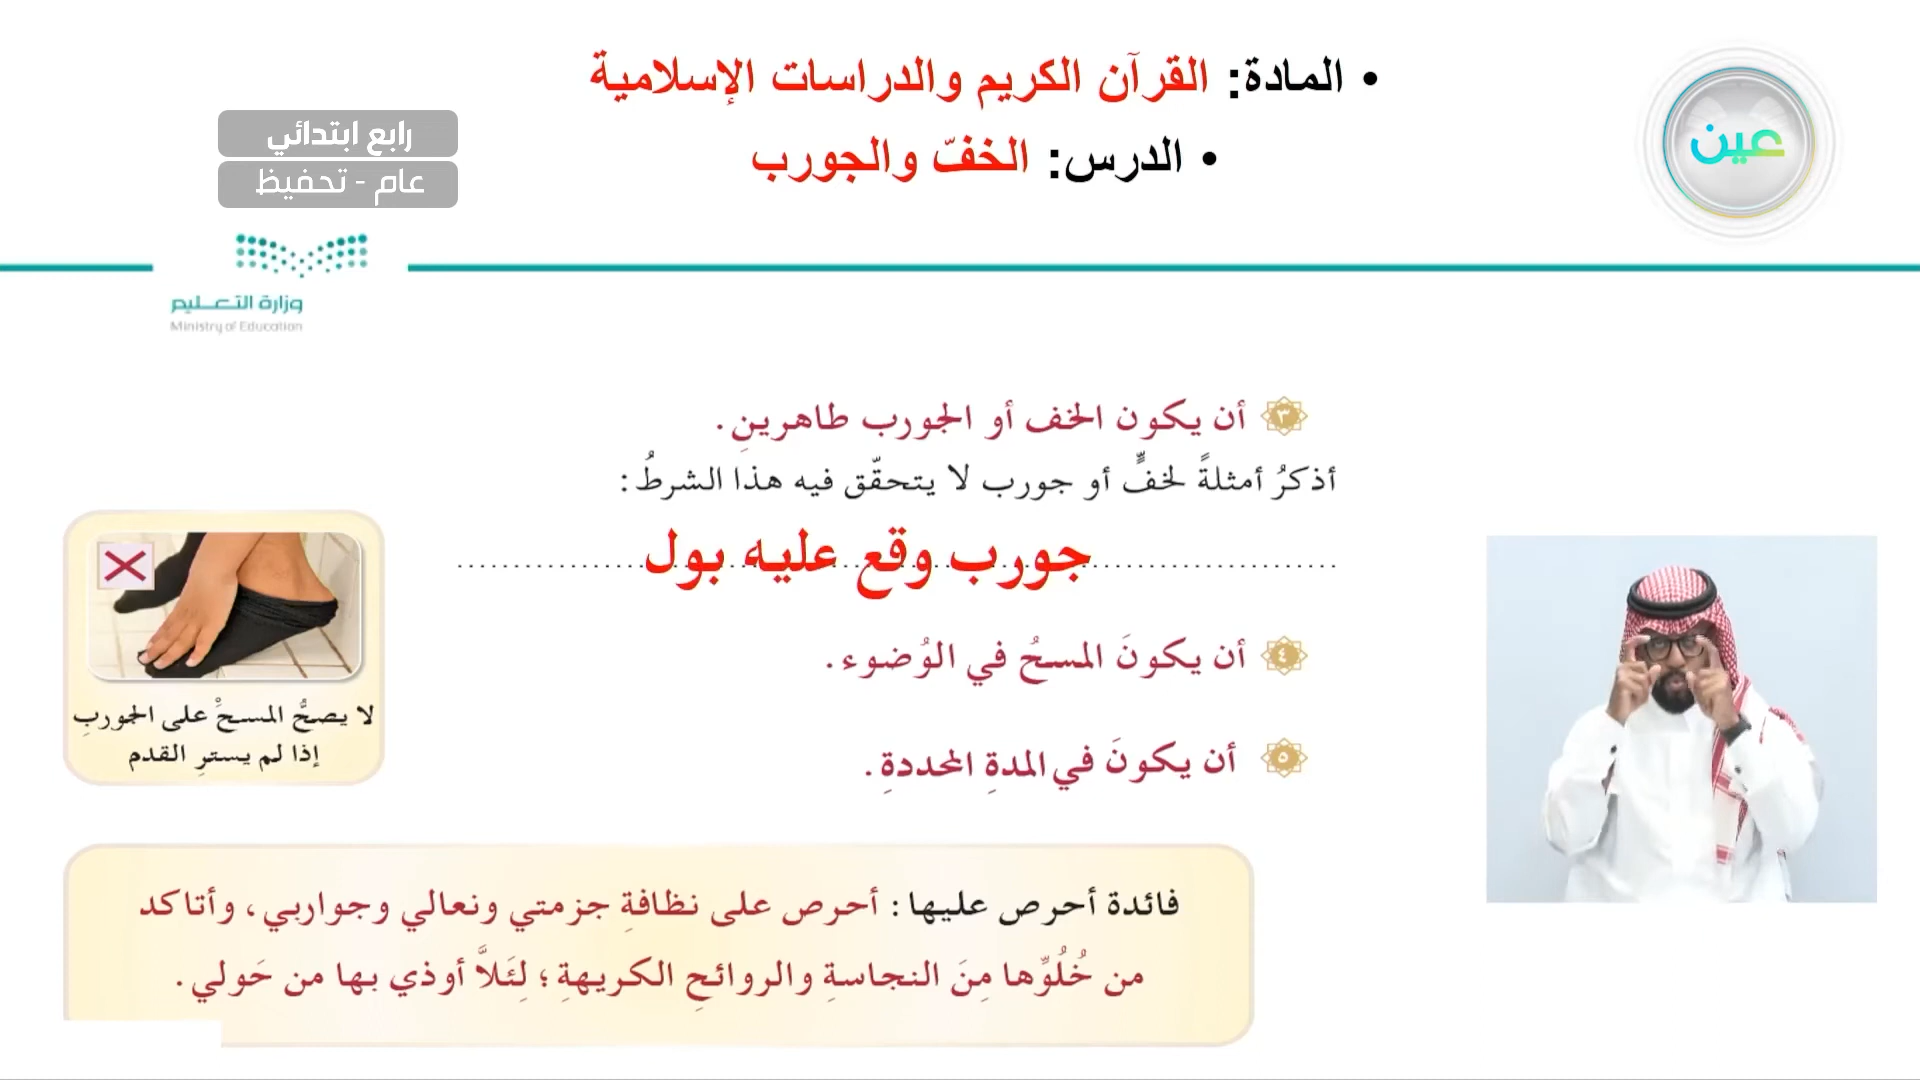 • المادة: القرآن الكريم والدراسات الإسلامية
• الدرس: الخفّ والجورب
عين
رابع ابتدائي
عام - تحفيظ
وزارة التعـليم
Ministry of Education
٣ أن يكون الخف أو الجورب طاهرينِ.
أذكرُ أمثلةً لخفٍّ أو جورب لا يتحقّق فيه هذا الشرطُ:
جورب وقع عليه بول
٤ أن يكونَ المسحُ في الوُضوء.
٥ أن يكونَ في المدةِ المحددةِ.
لا يصحُّ المسحْ على الجوربِ
إذا لم يسترِ القدم
فائدة أحرص عليها: أحرص على نظافةِ جزمتي ونعالي وجواربي، وأتاكد
من خُلُوِّها مِنَ النجاسةِ والروائحِ الكريهةِ؛ لِئَلاَّ أوذي بها من حَولي.